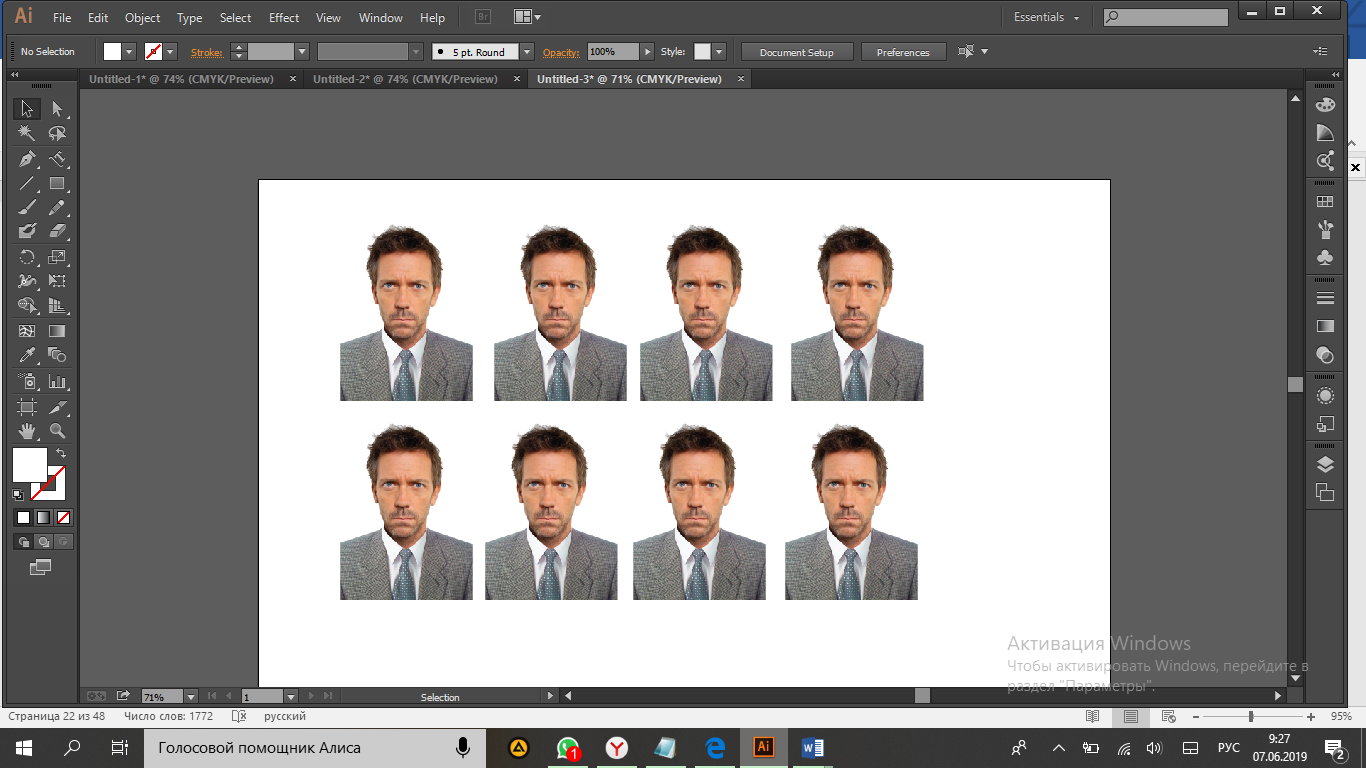 Ai File Edit Object Type Select Effect View Window Help Br Essentials
No Selection Stroke: 5 pt. Round Opacity: 100% Style: Document Setup Preferences
Untitled-1* @ 74% (CMYK/Preview) × Untitled-2* @ 74% (CMYK/Preview) × Untitled-3* @ 71% (CMYK/Preview) ×
Активация Windows
Чтобы активировать Windows, перейдите в
раздел "Параметры".
71% 1 Selection
Страница 22 из 48 Число слов: 1772 русский 95%
Голосовой помощник Алиса 1 Ai РУС 9:27
07.06.2019 2